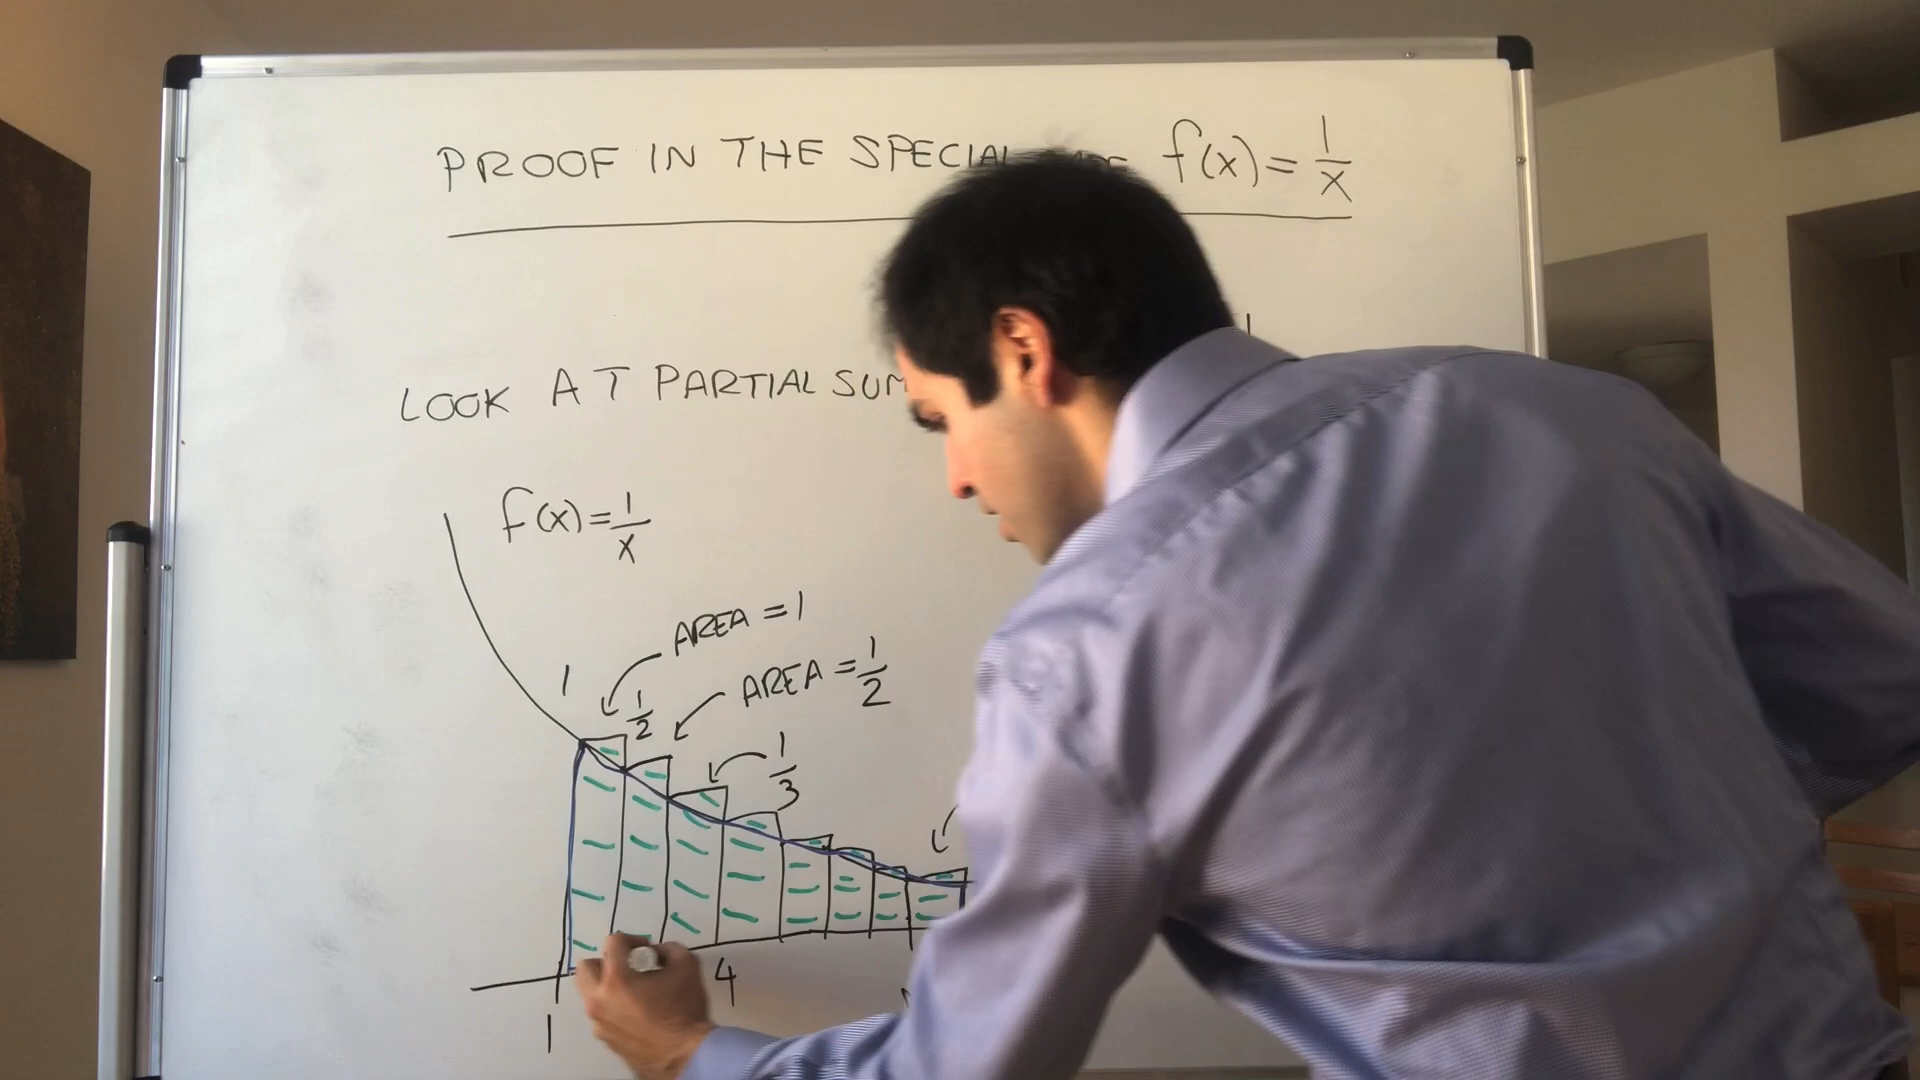 PROOF IN THE SPECIAL f(x)=1/x
LOOK AT PARTIAL SUM
f(x)=1/x
AREA =1
1
AREA =1/2
1/2
1/3
4
1